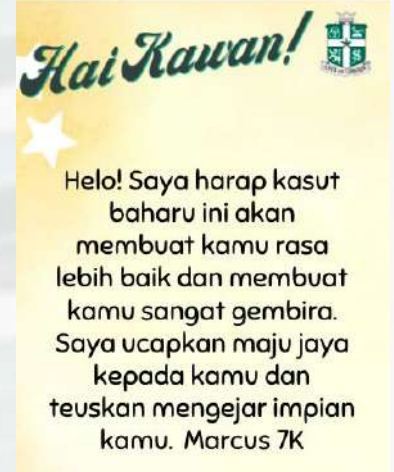 Hai Kawan!
Helo! Saya harap kasut
baharu ini akan
membuat kamu rasa
lebih baik dan membuat
kamu sangat gembira.
Saya ucapkan maju jaya
kepada kamu dan
teuskan mengejar impian
kamu. Marcus 7K